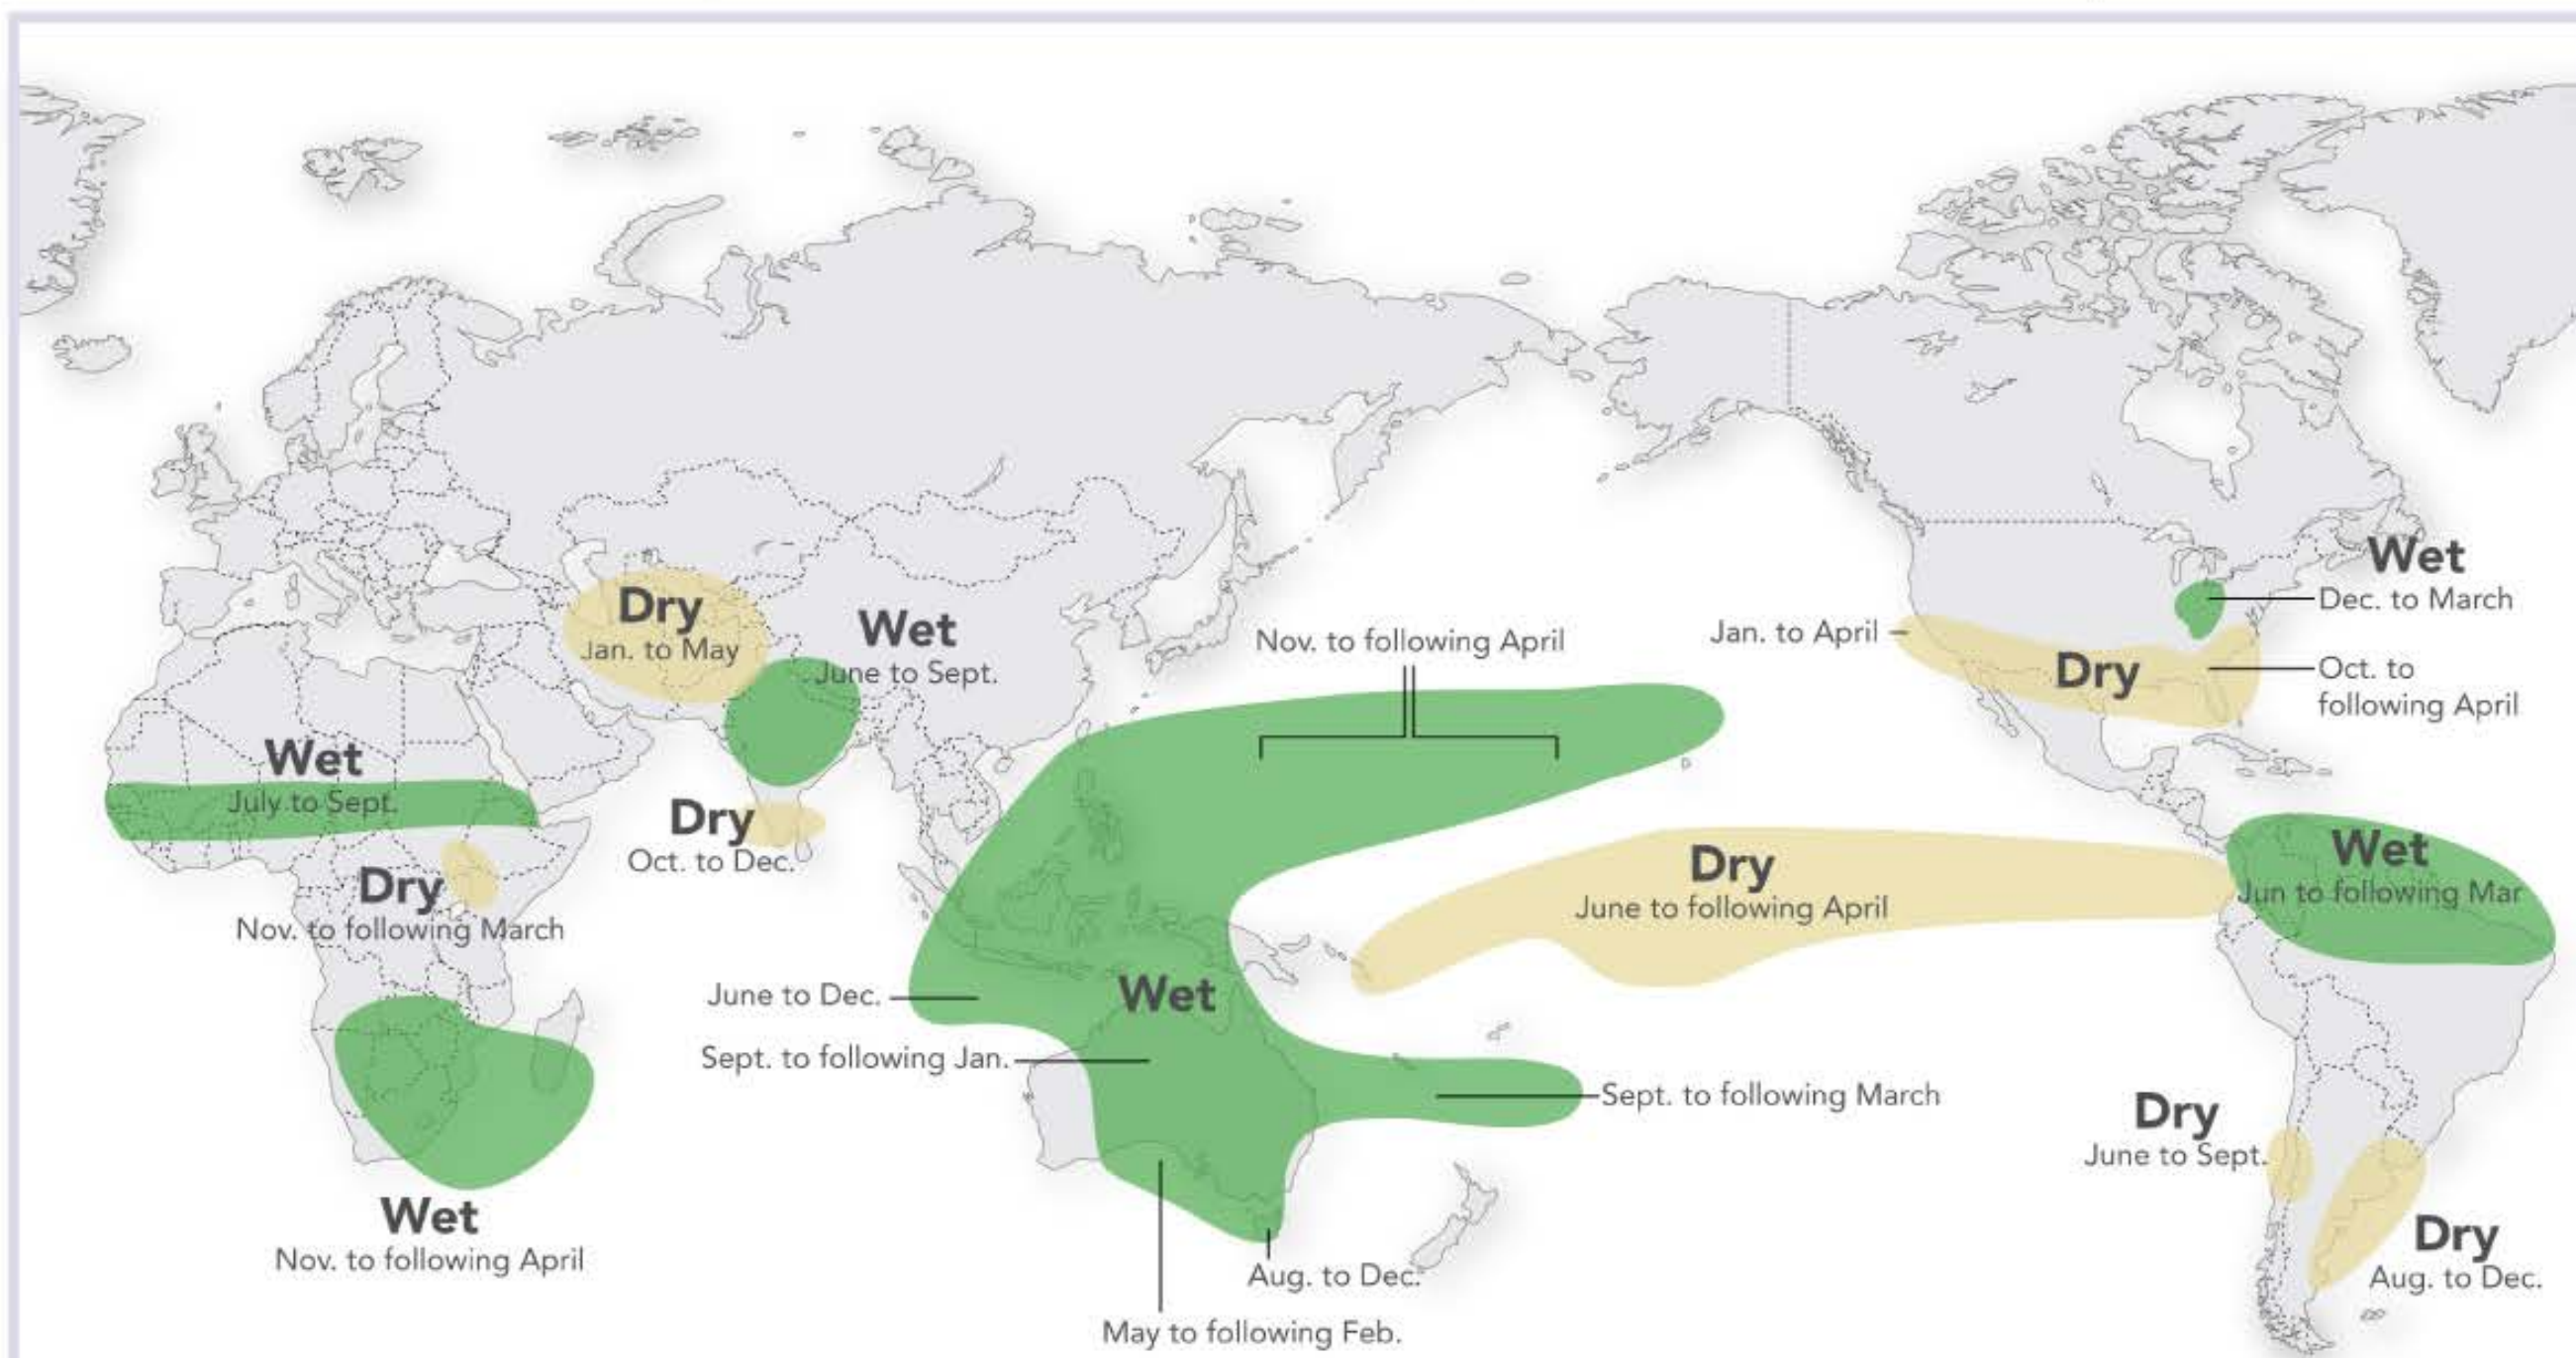 Wet
Dec. to March
Dry
Jan. to May
Wet
June to Sept.
Nov. to following April
Jan. to April
Dry
Oct. to
following April
Wet
July to Sept.
Dry
Oct. to Dec.
Dry
Nov. to following March
Dry
June to following April
Wet
Jun to following Mar
June to Dec.
Wet
Sept. to following Jan.
Sept. to following March
Dry
June to Sept.
Wet
Nov. to following April
Aug. to Dec.
Dry
Aug. to Dec.
May to following Feb.